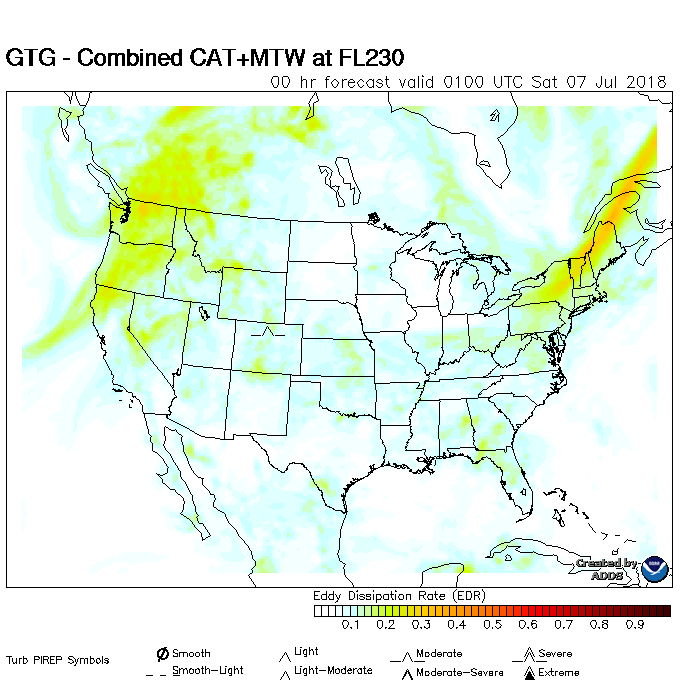 GTG - Combined CAT+MTW at FL230
00 hr forecast valid 0100 UTC Sat 07 Jul 2018
Created by
ADDS
Eddy Dissipation Rate (EDR)
0.1 0.2 0.3 0.4 0.5 0.6 0.7 0.8 0.9
Turb PIREP Symbols
Smooth Light Moderate Severe
Smooth-Light Light-Moderate Moderate-Severe Extreme